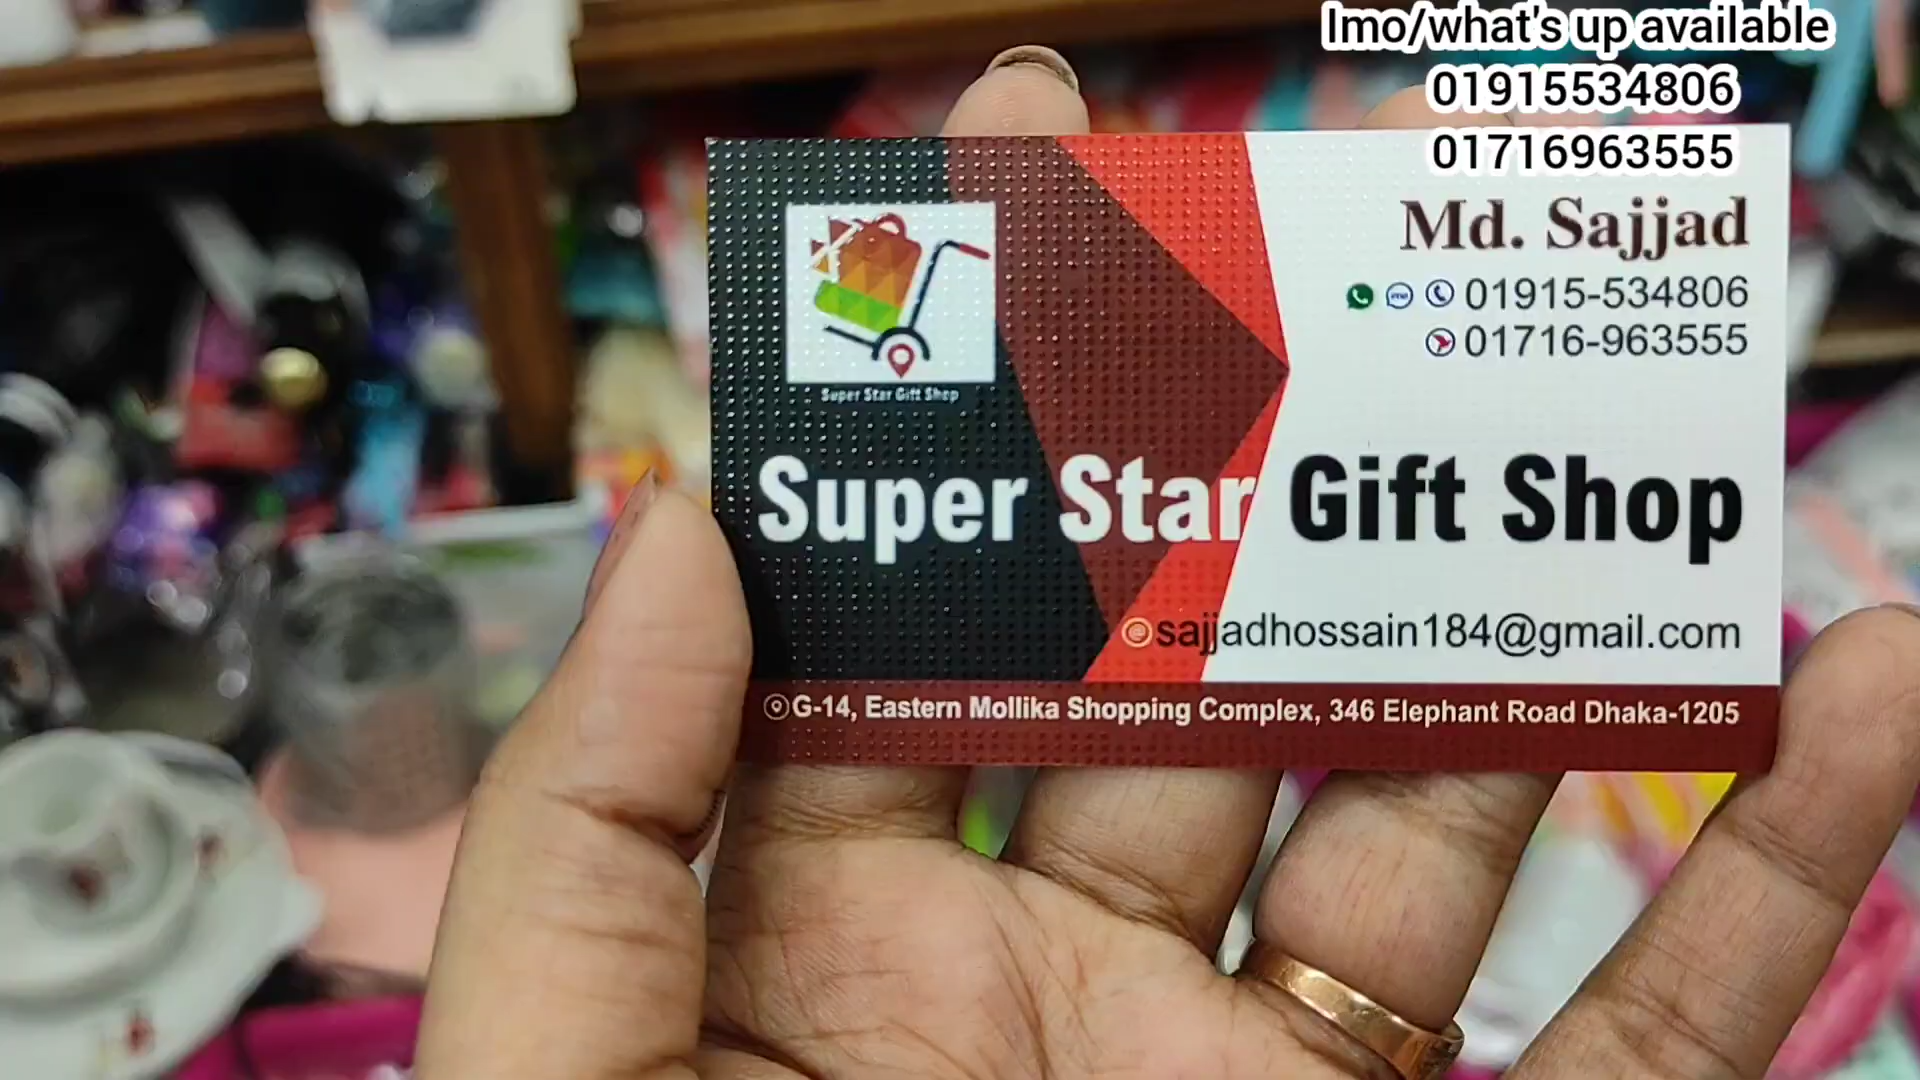 Imo/what's up available
01915534806
01716963555
Md. Sajjad
01915-534806
01716-963555
Super Star Gift Shop
Super Star Gift Shop
sajjadhossain184@gmail.com
G-14, Eastern Mollika Shopping Complex, 346 Elephant Road Dhaka-1205